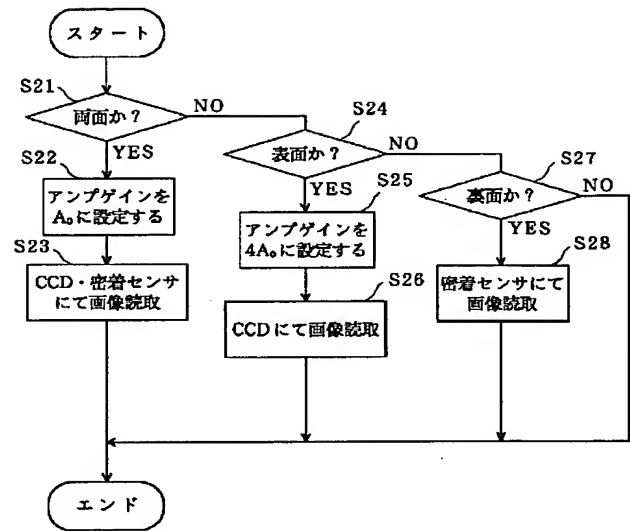 スタート
S21
両面か?
NO
YES
S22
アンプゲインを
A₀に設定する
S23
CCD・密着センサ
にて画像読取
S24
表面か?
NO
YES
S25
アンプゲインを
4A₀に設定する
S26
CCDにて画像読取
S27
裏面か?
NO
YES
S28
密着センサにて
画像読取
エンド